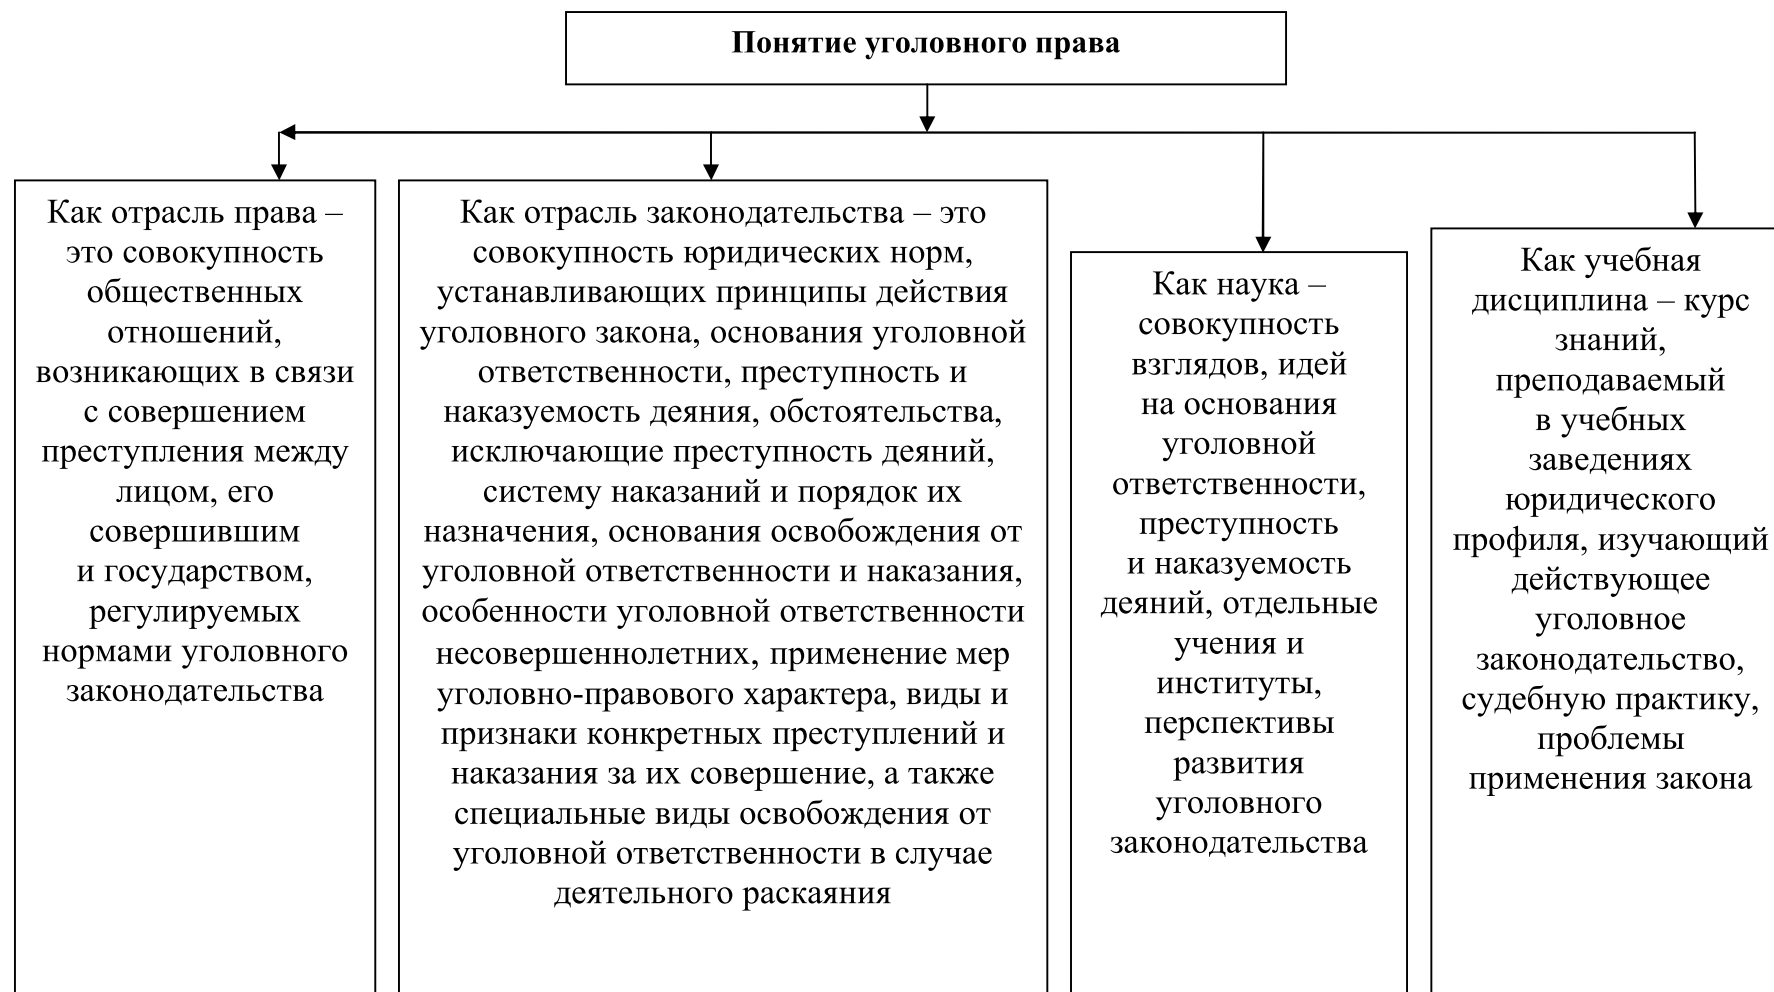 Понятие уголовного права
Как отрасль права –
это совокупность
общественных
отношений,
возникающих в связи
с совершением
преступления между
лицом, его
совершившим
и государством,
регулируемых
нормами уголовного
законодательства
Как отрасль законодательства – это
совокупность юридических норм,
устанавливающих принципы действия
уголовного закона, основания уголовной
ответственности, преступность и
наказуемость деяния, обстоятельства,
исключающие преступность деяний,
систему наказаний и порядок их
назначения, основания освобождения от
уголовной ответственности и наказания,
особенности уголовной ответственности
несовершеннолетних, применение мер
уголовно-правового характера, виды и
признаки конкретных преступлений и
наказания за их совершение, а также
специальные виды освобождения от
уголовной ответственности в случае
деятельного раскаяния
Как наука –
совокупность
взглядов, идей
на основания
уголовной
ответственности,
преступность
и наказуемость
деяний, отдельные
учения и
институты,
перспективы
развития
уголовного
законодательства
Как учебная
дисциплина – курс
знаний,
преподаваемый
в учебных
заведениях
юридического
профиля, изучающий
действующее
уголовное
законодательство,
судебную практику,
проблемы
применения закона